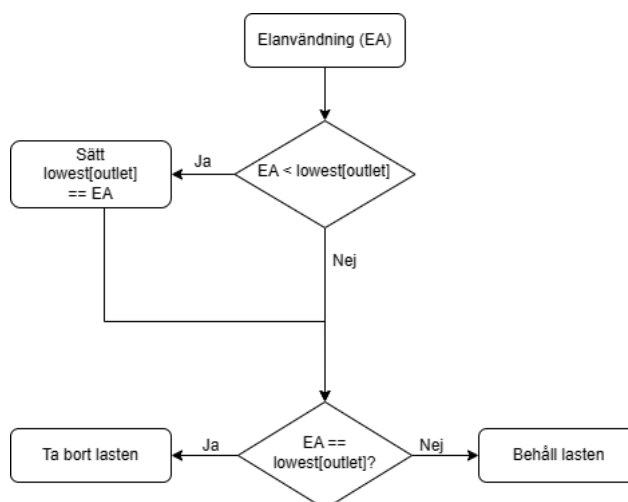 Elanvändning (EA)
EA < lowest[outlet]
Ja
Sätt
lowest[outlet]
== EA
Nej
EA ==
lowest[outlet]?
Ja
Ta bort lasten
Nej
Behåll lasten